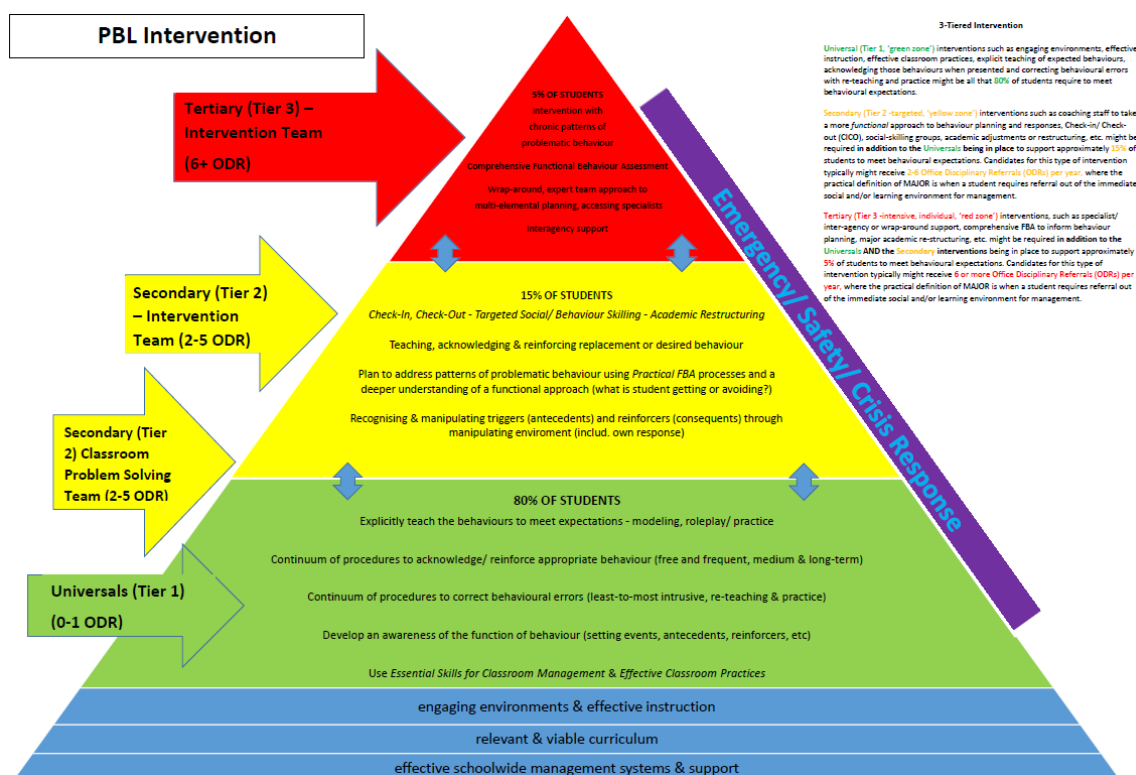 PBL Intervention
Tertiary (Tier 3) –
Intervention Team
(6+ ODR)
Secondary (Tier 2)
– Intervention
Team (2-5 ODR)
Secondary (Tier
2) Classroom
Problem Solving
Team (2-5 ODR)
Universals (Tier 1)
(0-1 ODR)
5% OF STUDENTS
Intervention with
chronic patterns of
problematic behaviour
Comprehensive Functional Behaviour Assessment
Wrap-around, expert team approach to
multi-elemental planning, accessing specialists
Interagency support
15% OF STUDENTS
Check-In, Check-Out - Targeted Social/ Behaviour Skilling - Academic Restructuring
Teaching, acknowledging & reinforcing replacement or desired behaviour
Plan to address patterns of problematic behaviour using Practical FBA processes and a
deeper understanding of a functional approach (what is student getting or avoiding?)
Recognising & manipulating triggers (antecedents) and reinforcers (consequents) through
manipulating enviroment (includ. own response)
80% OF STUDENTS
Explicitly teach the behaviours to meet expectations - modeling, roleplay/ practice
Continuum of procedures to acknowledge/ reinforce appropriate behaviour (free and frequent, medium & long-term)
Continuum of procedures to correct behavioural errors (least-to-most intrusive, re-teaching & practice)
Develop an awareness of the function of behaviour (setting events, antecedents, reinforcers, etc)
Use Essential Skills for Classroom Management & Effective Classroom Practices
engaging environments & effective instruction
relevant & viable curriculum
effective schoolwide management systems & support
Emergency/ Safety/ Crisis Response
3-Tiered Intervention
Universal (Tier 1, 'green zone') interventions such as engaging environments, effective
instruction, effective classroom practices, explicit teaching of expected behaviours,
acknowledging those behaviours when presented and correcting behavioural errors
with re-teaching and practice might be all that 80% of students require to meet
behavioural expectations.
Secondary (Tier 2 -targeted, 'yellow zone') interventions such as coaching staff to take
a more functional approach to behaviour planning and responses, Check-in/ Check-
out (CICO), social-skilling groups, academic adjustments or restructuring, etc. might be
required in addition to the Universals being in place to support approximately 15% of
students to meet behavioural expectations. Candidates for this type of intervention
typically might receive 2-6 Office Disciplinary Referrals (ODRs) per year, where the
practical definition of MAJOR is when a student requires referral out of the immediate
social and/or learning environment for management.
Tertiary (Tier 3 -intensive, individual, 'red zone') interventions, such as specialist/
inter-agency or wrap-around support, comprehensive FBA to inform behaviour
planning, major academic re-structuring, etc. might be required in addition to the
Universals AND the Secondary interventions being in place to support approximately
5% of students to meet behavioural expectations. Candidates for this type of
intervention typically might receive 6 or more Office Disciplinary Referrals (ODRs) per
year, where the practical definition of MAJOR is when a student requires referral out
of the immediate social and/or learning environment for management.